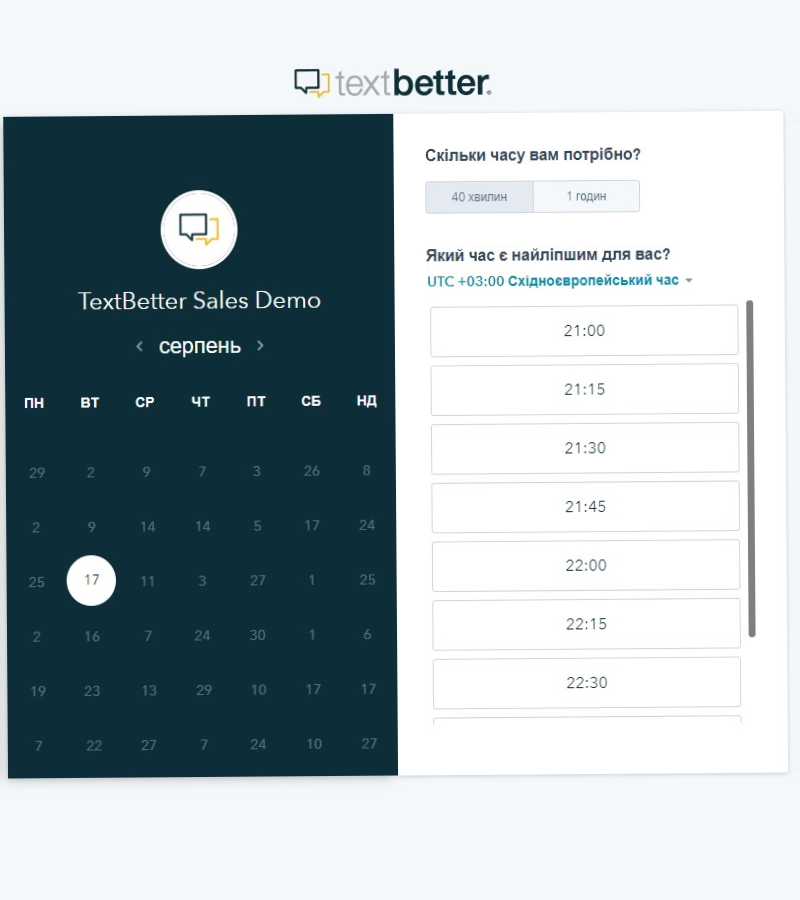 textbetter.
TextBetter Sales Demo
серпень
ПН ВТ СР ЧТ ПТ СБ НД
29 2 9 7 3 26 8
2 9 14 14 5 17 24
25 17 11 3 27 1 25
2 16 7 24 30 1 6
19 23 13 29 10 17 17
7 22 27 7 24 10 27
Скільки часу вам потрібно?
40 хвилин 1 годин
Який час є найліпшим для вас?
UTC +03:00 Східноєвропейський час
21:00
21:15
21:30
21:45
22:00
22:15
22:30